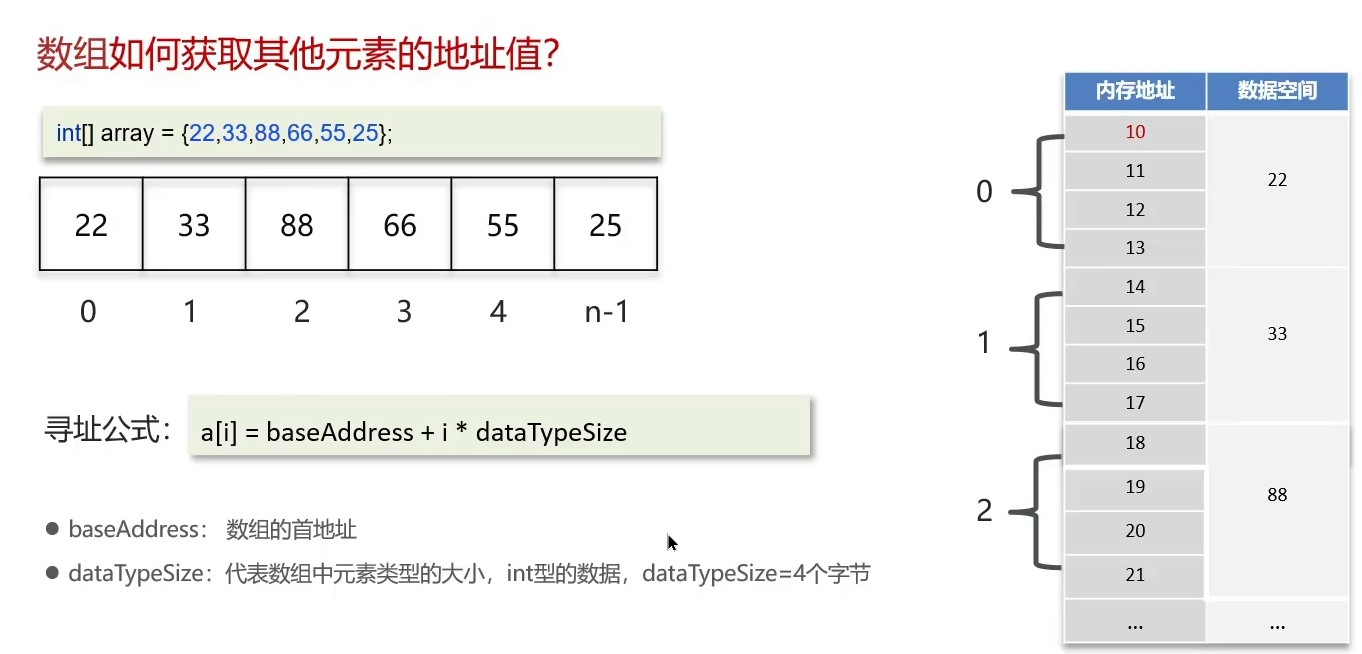 数组如何获取其他元素的地址值？
int[] array = {22,33,88,66,55,25};
22 33 88 66 55 25
0 1 2 3 4 n-1
寻址公式：
a[i] = baseAddress + i * dataTypeSize
● baseAddress： 数组的首地址
● dataTypeSize：代表数组中元素类型的大小，int型的数据，dataTypeSize=4个字节
内存地址 数据空间
0
10
11
12
13
22
1
14
15
16
17
33
2
18
19
20
21
88
... ...